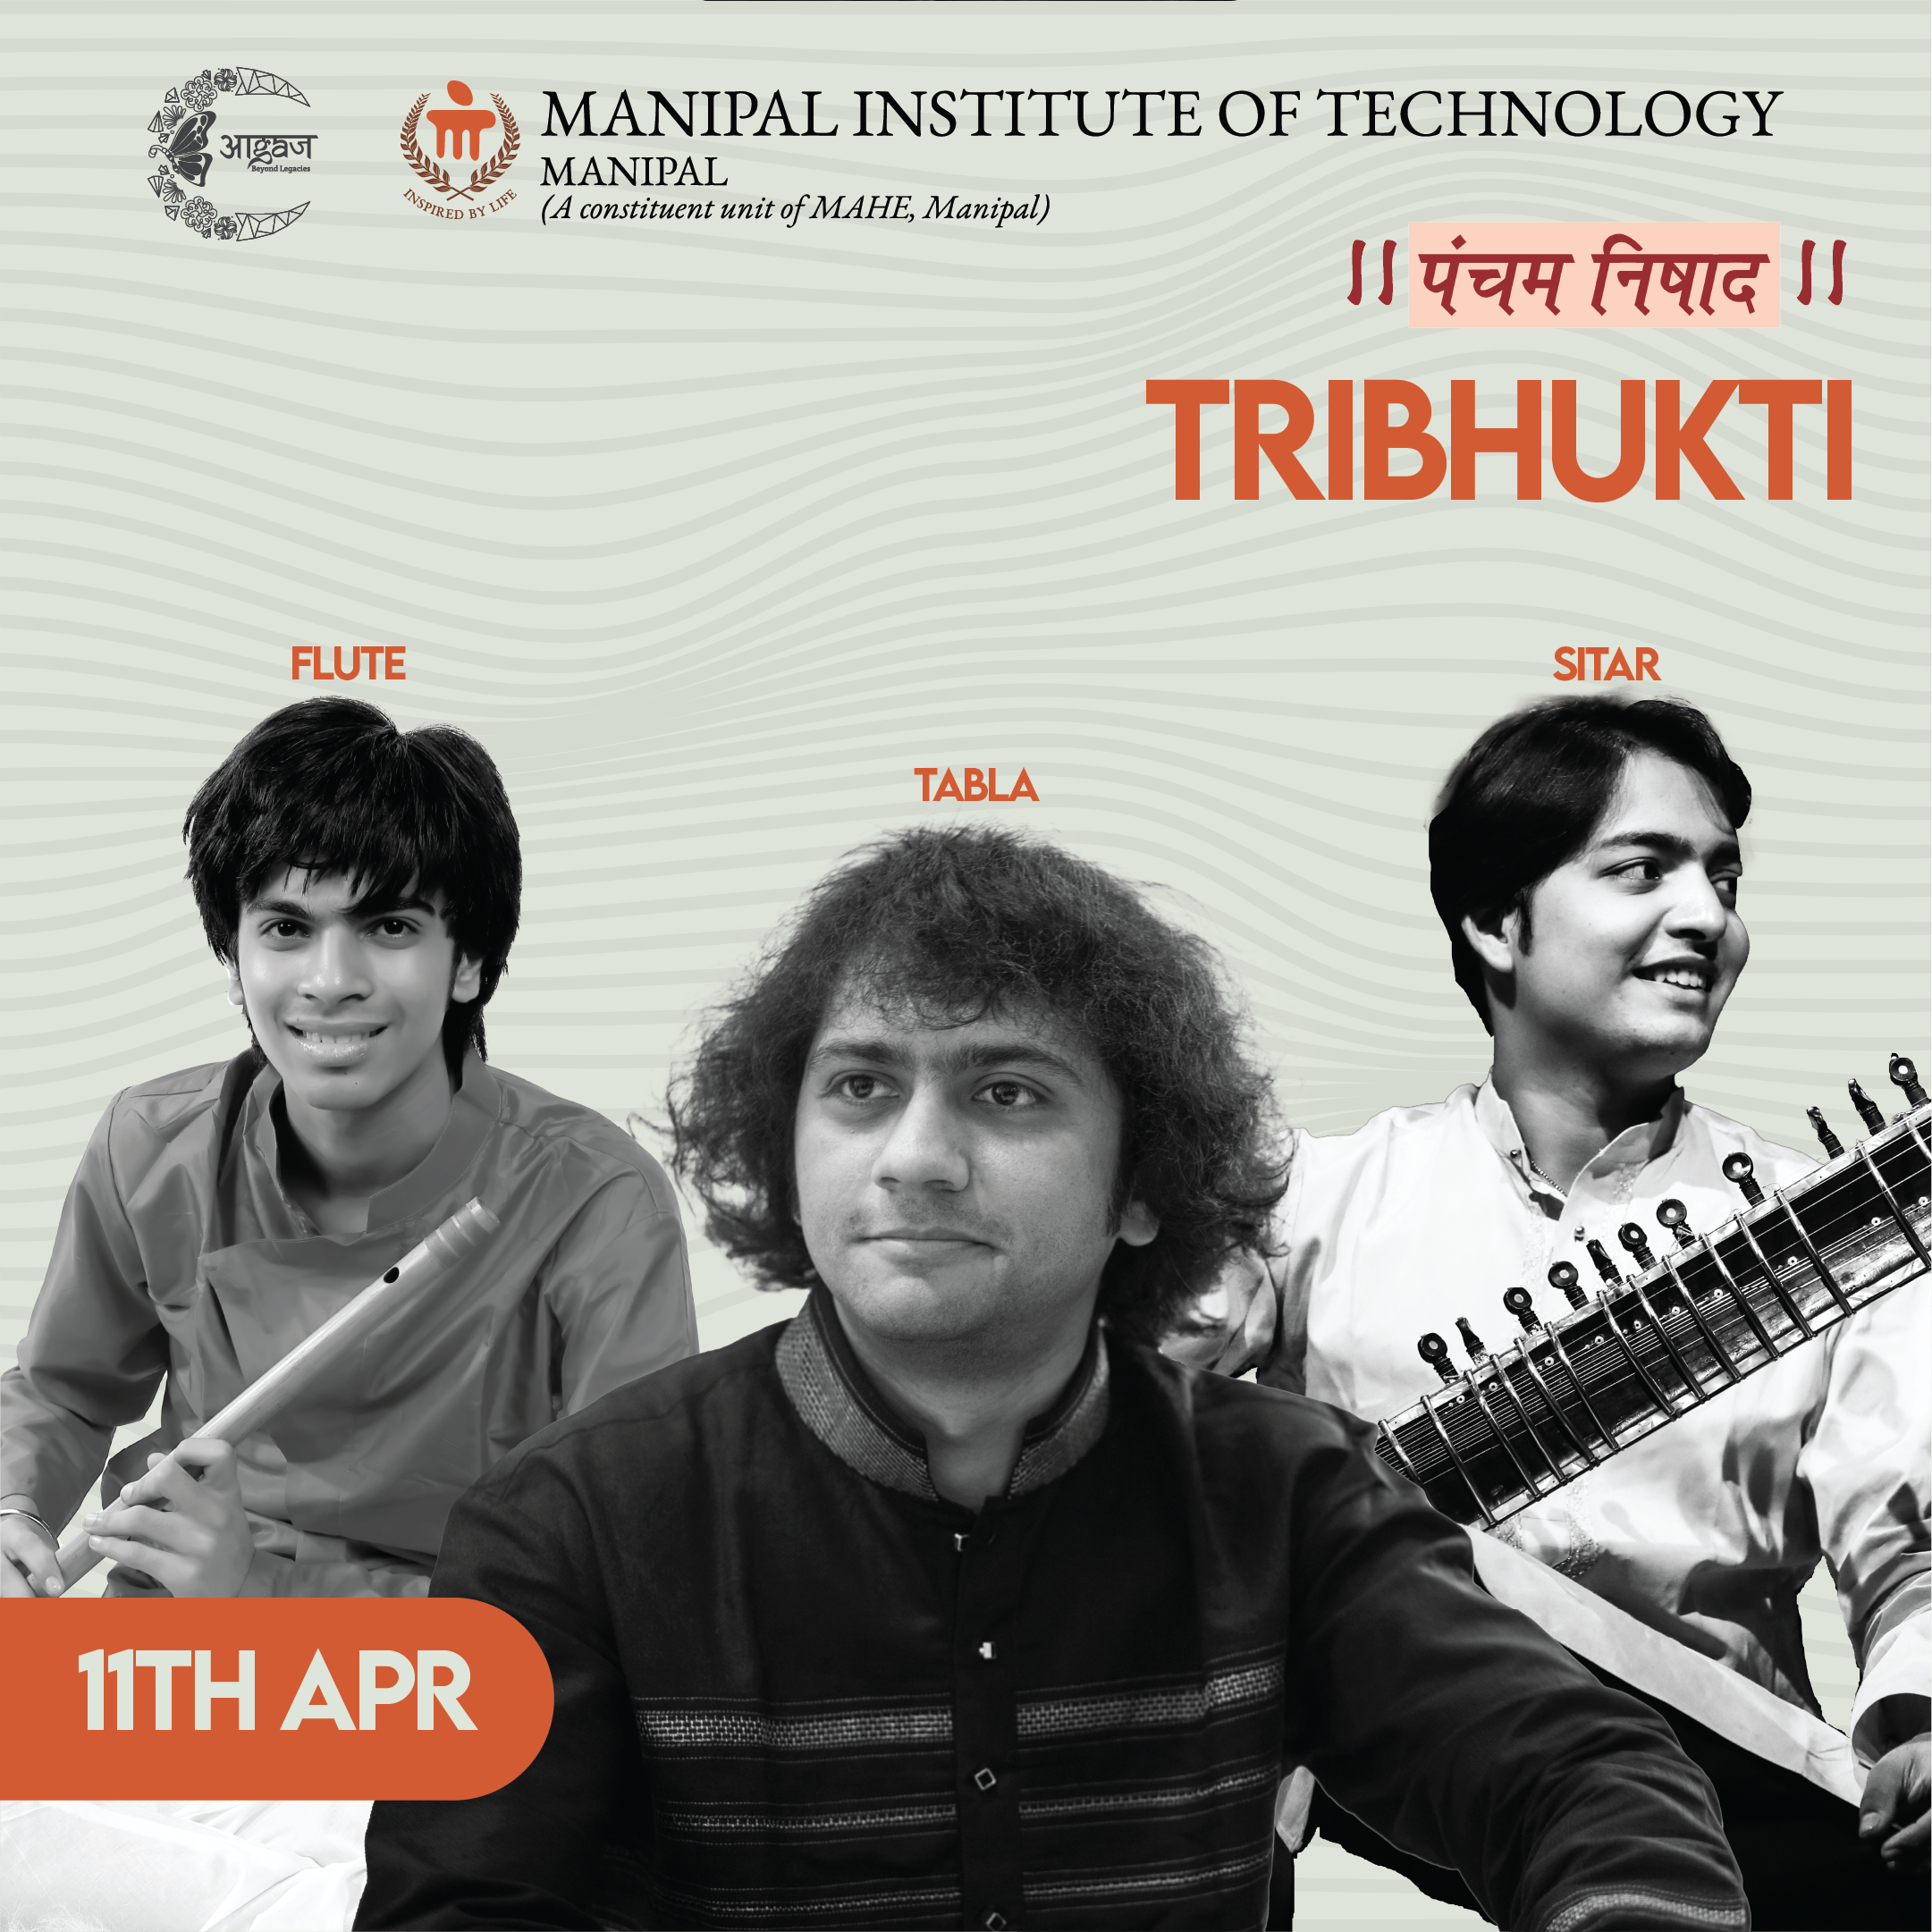 आग़ाज़
Beyond Legacies
INSPIRED BY LIFE
MANIPAL INSTITUTE OF TECHNOLOGY
MANIPAL
(A constituent unit of MAHE, Manipal)
।। पंचम निषाद ।।
TRIBHUKTI
FLUTE
SITAR
TABLA
11TH APR